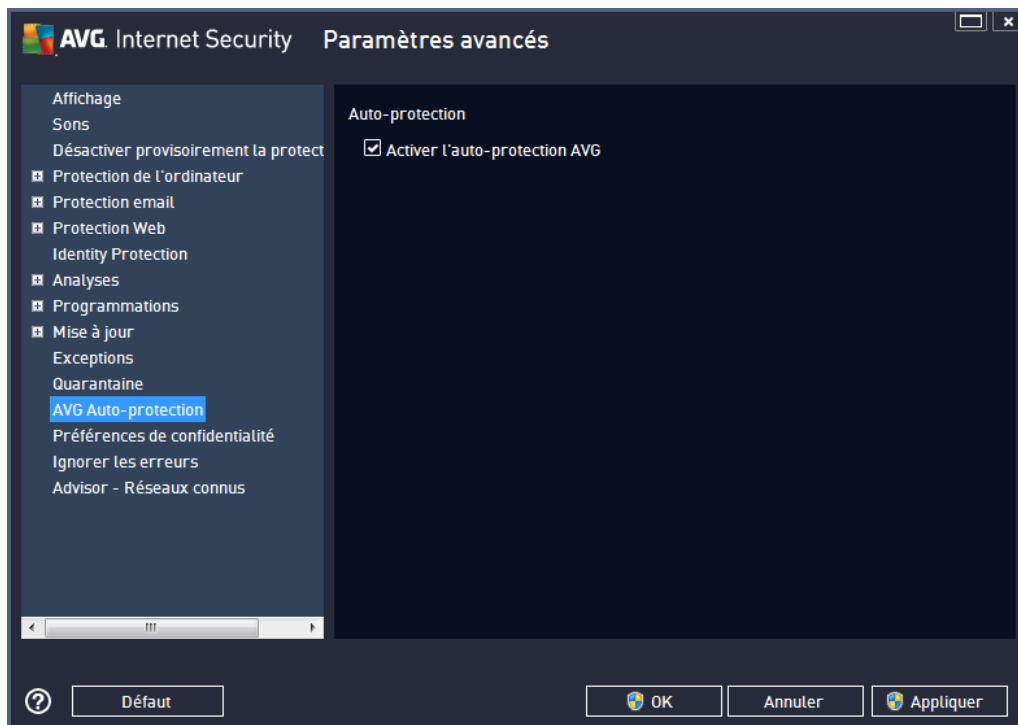 AVG. Internet Security Paramètres avancés
Affichage
Sons
Désactiver provisoirement la protect
Protection de l'ordinateur
Protection email
Protection Web
Identity Protection
Analyses
Programmations
Mise à jour
Exceptions
Quarantaine
AVG Auto-protection
Préférences de confidentialité
Ignorer les erreurs
Advisor - Réseaux connus
Auto-protection
Activer l'auto-protection AVG
Défaut
OK
Annuler
Appliquer